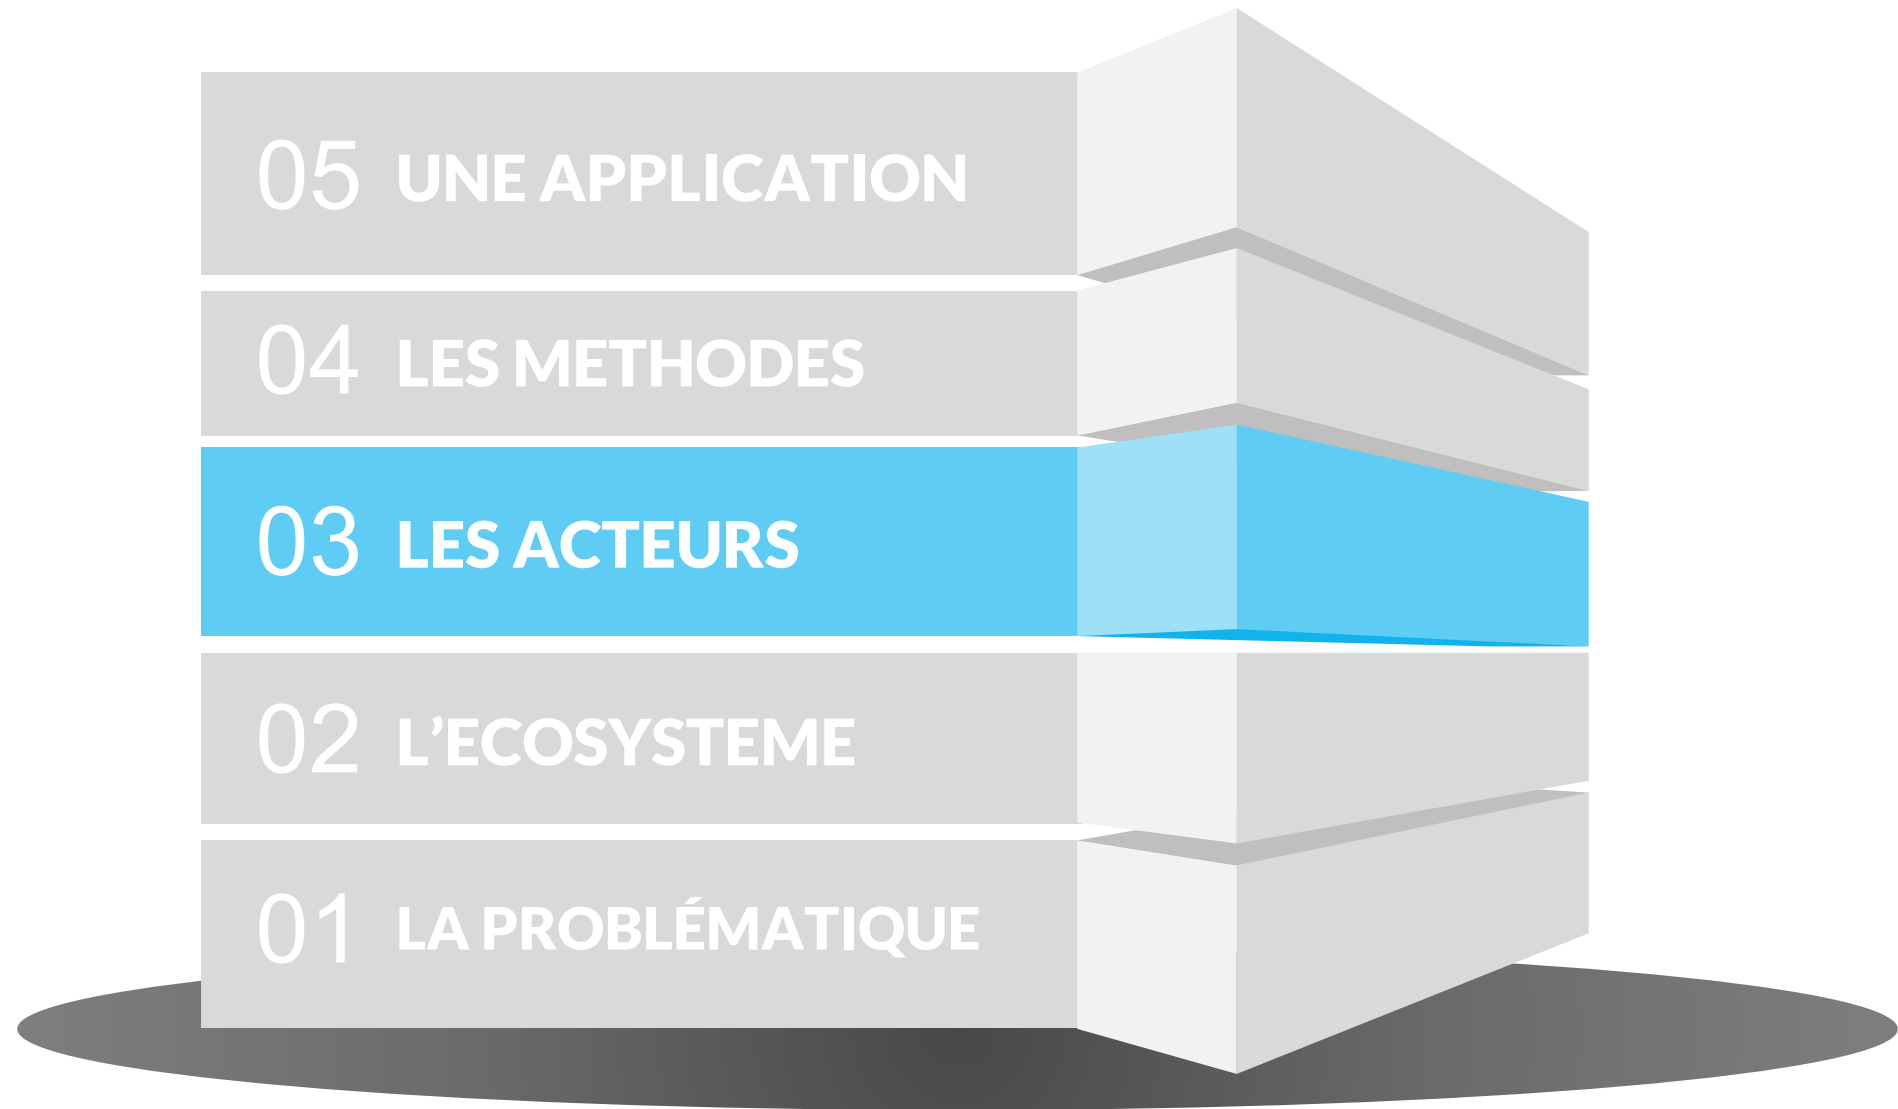 05 UNE APPLICATION
04 LES METHODES
03 LES ACTEURS
02 L’ECOSYSTEME
01 LA PROBLÉMATIQUE